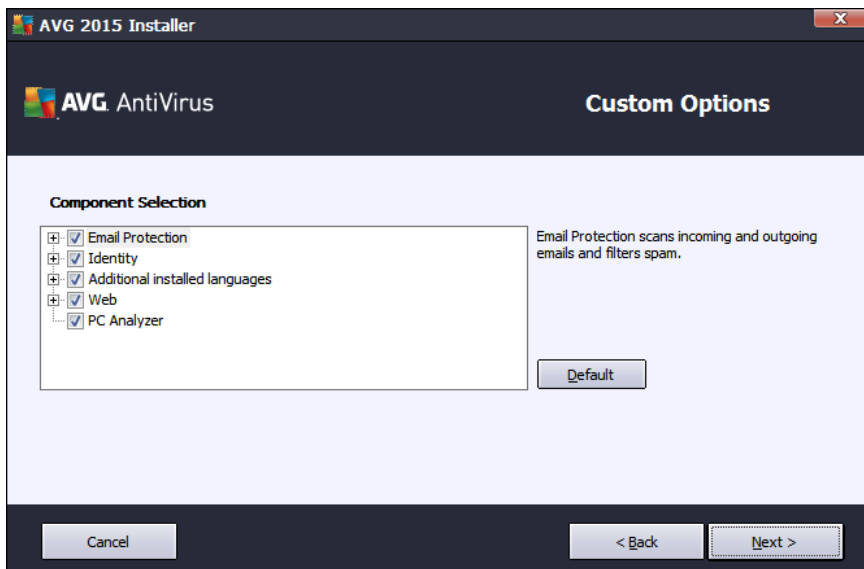 AVG 2015 Installer
AVG. AntiVirus
Custom Options
Component Selection
Email Protection
Identity
Additional installed languages
Web
PC Analyzer
Email Protection scans incoming and outgoing
emails and filters spam.
Default
Cancel
< Back
Next >